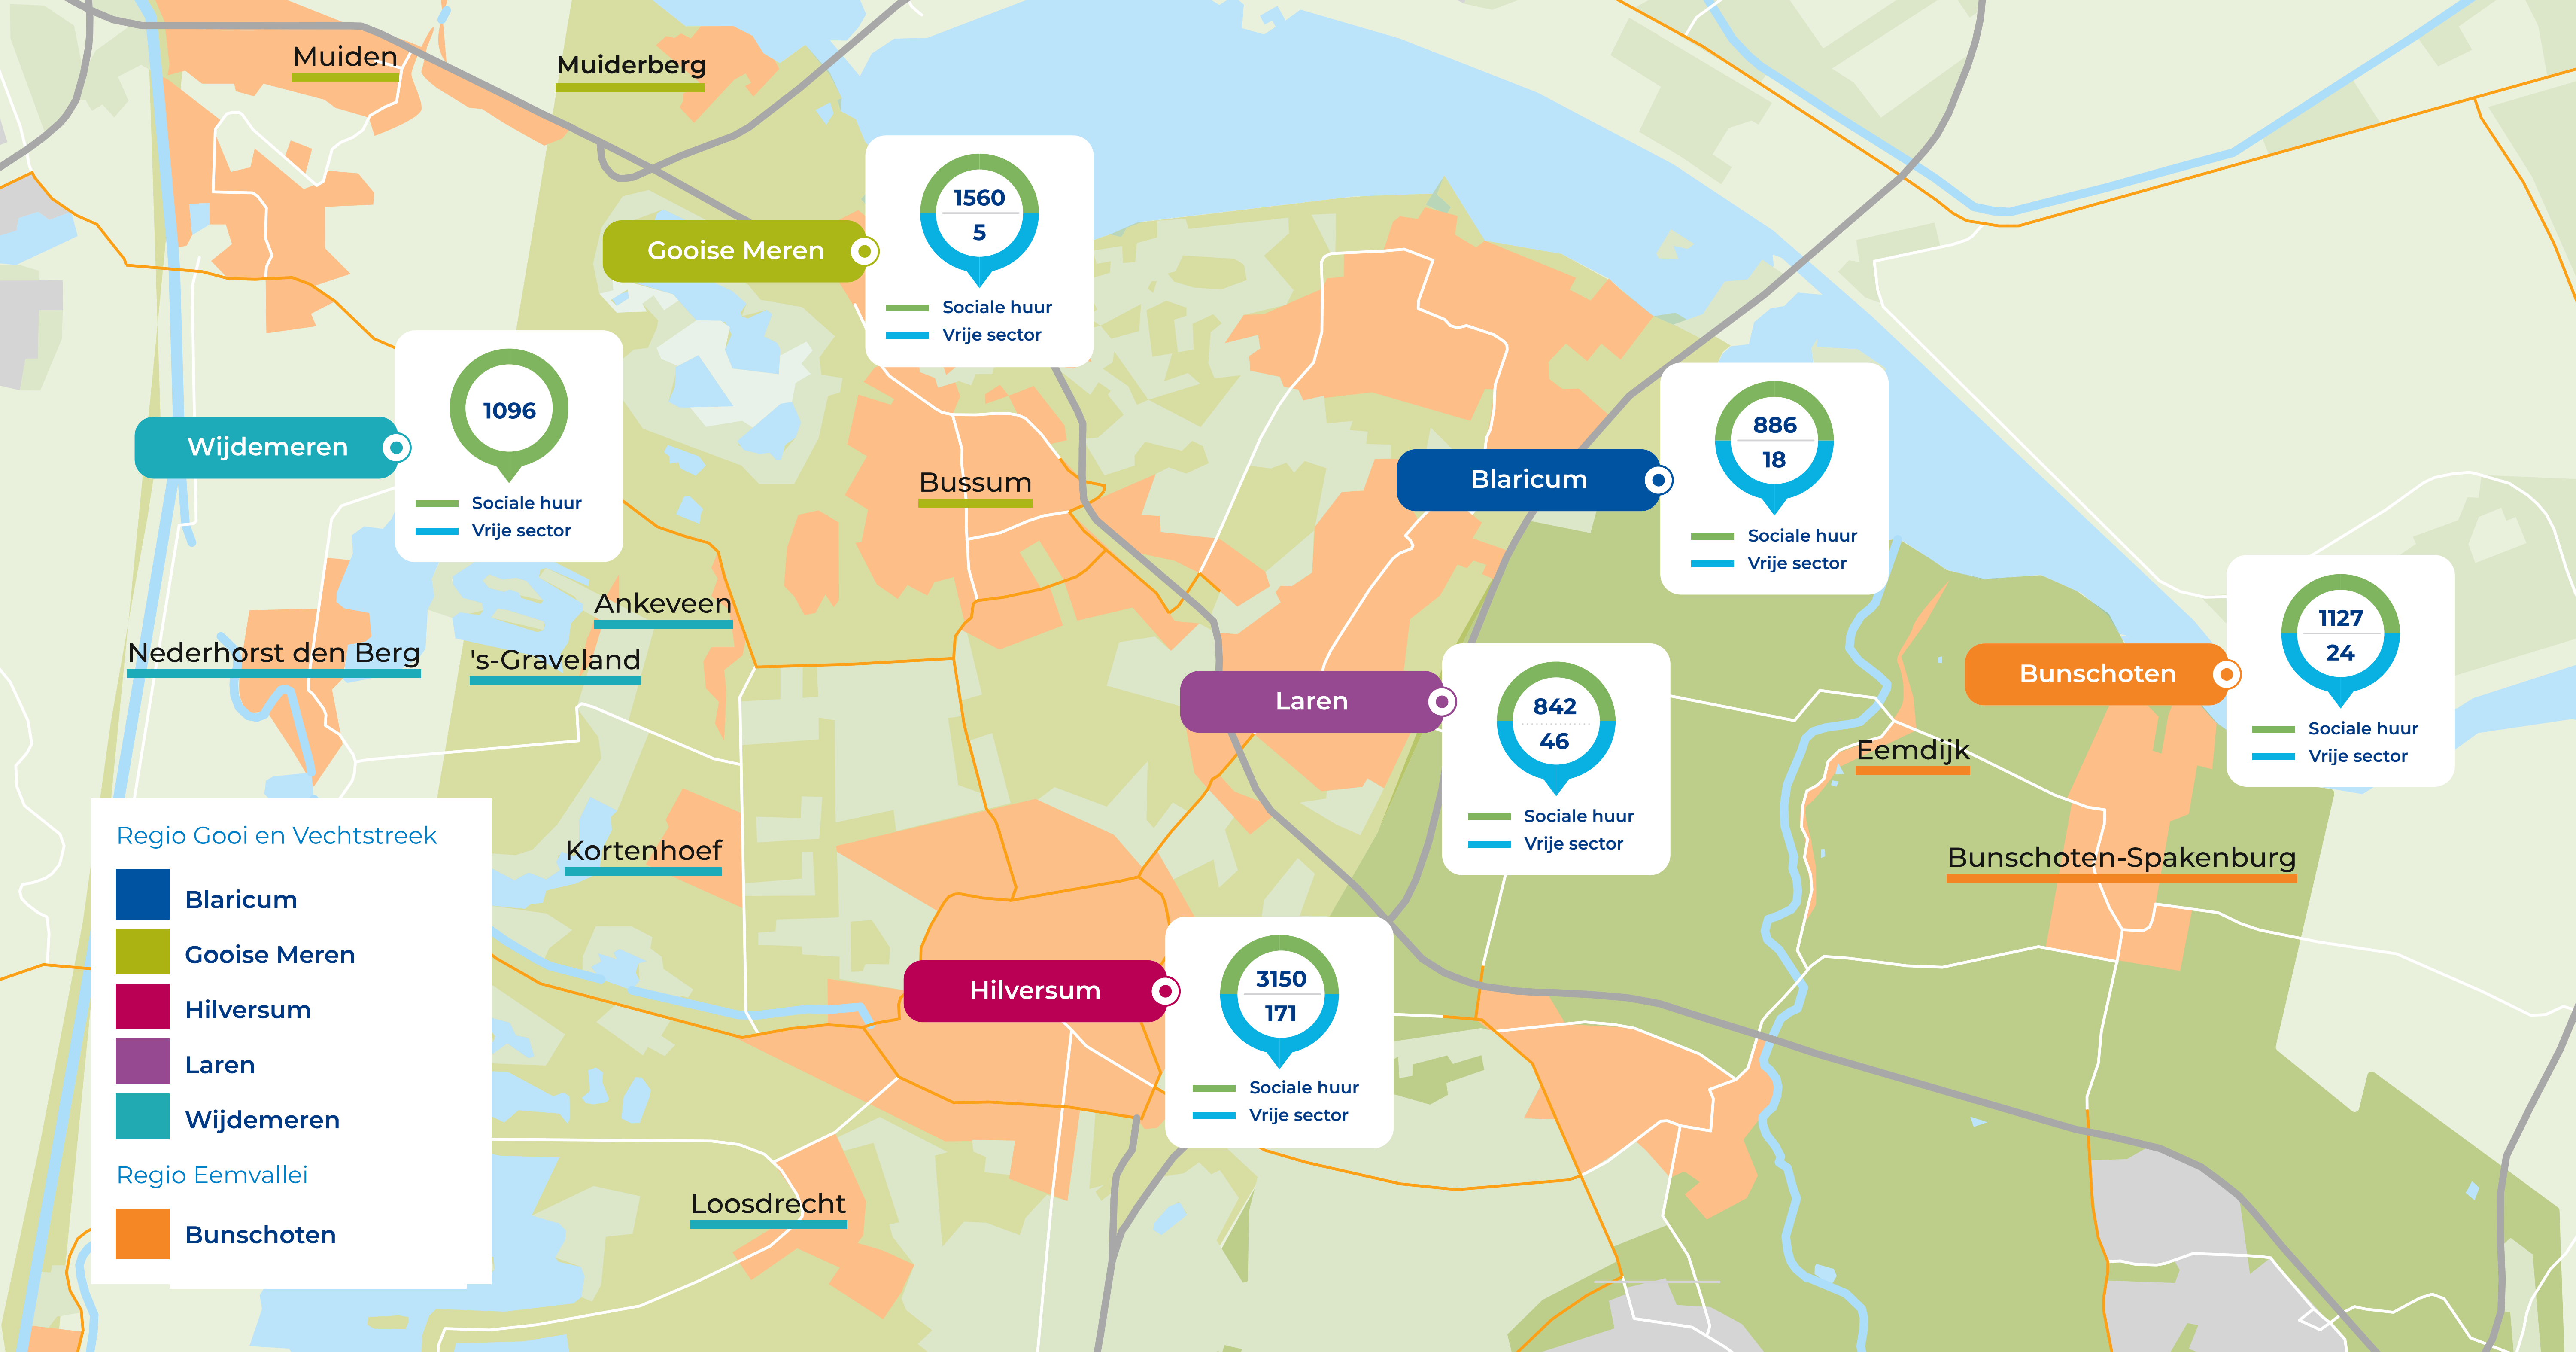 Muiden
Muiderberg
1560
5
Gooise Meren
Sociale huur
Vrije sector
1096
Wijdemeren
Sociale huur
Vrije sector
886
18
Blaricum
Sociale huur
Vrije sector
Bussum
Ankeveen
Nederhorst den Berg
's-Graveland
1127
24
Bunschoten
Sociale huur
Vrije sector
842
46
Laren
Sociale huur
Vrije sector
Eemdijk
Kortenhoef
Bunschoten-Spakenburg
3150
171
Hilversum
Sociale huur
Vrije sector
Loosdrecht
Regio Gooi en Vechtstreek
Blaricum
Gooise Meren
Hilversum
Laren
Wijdemeren
Regio Eemvallei
Bunschoten